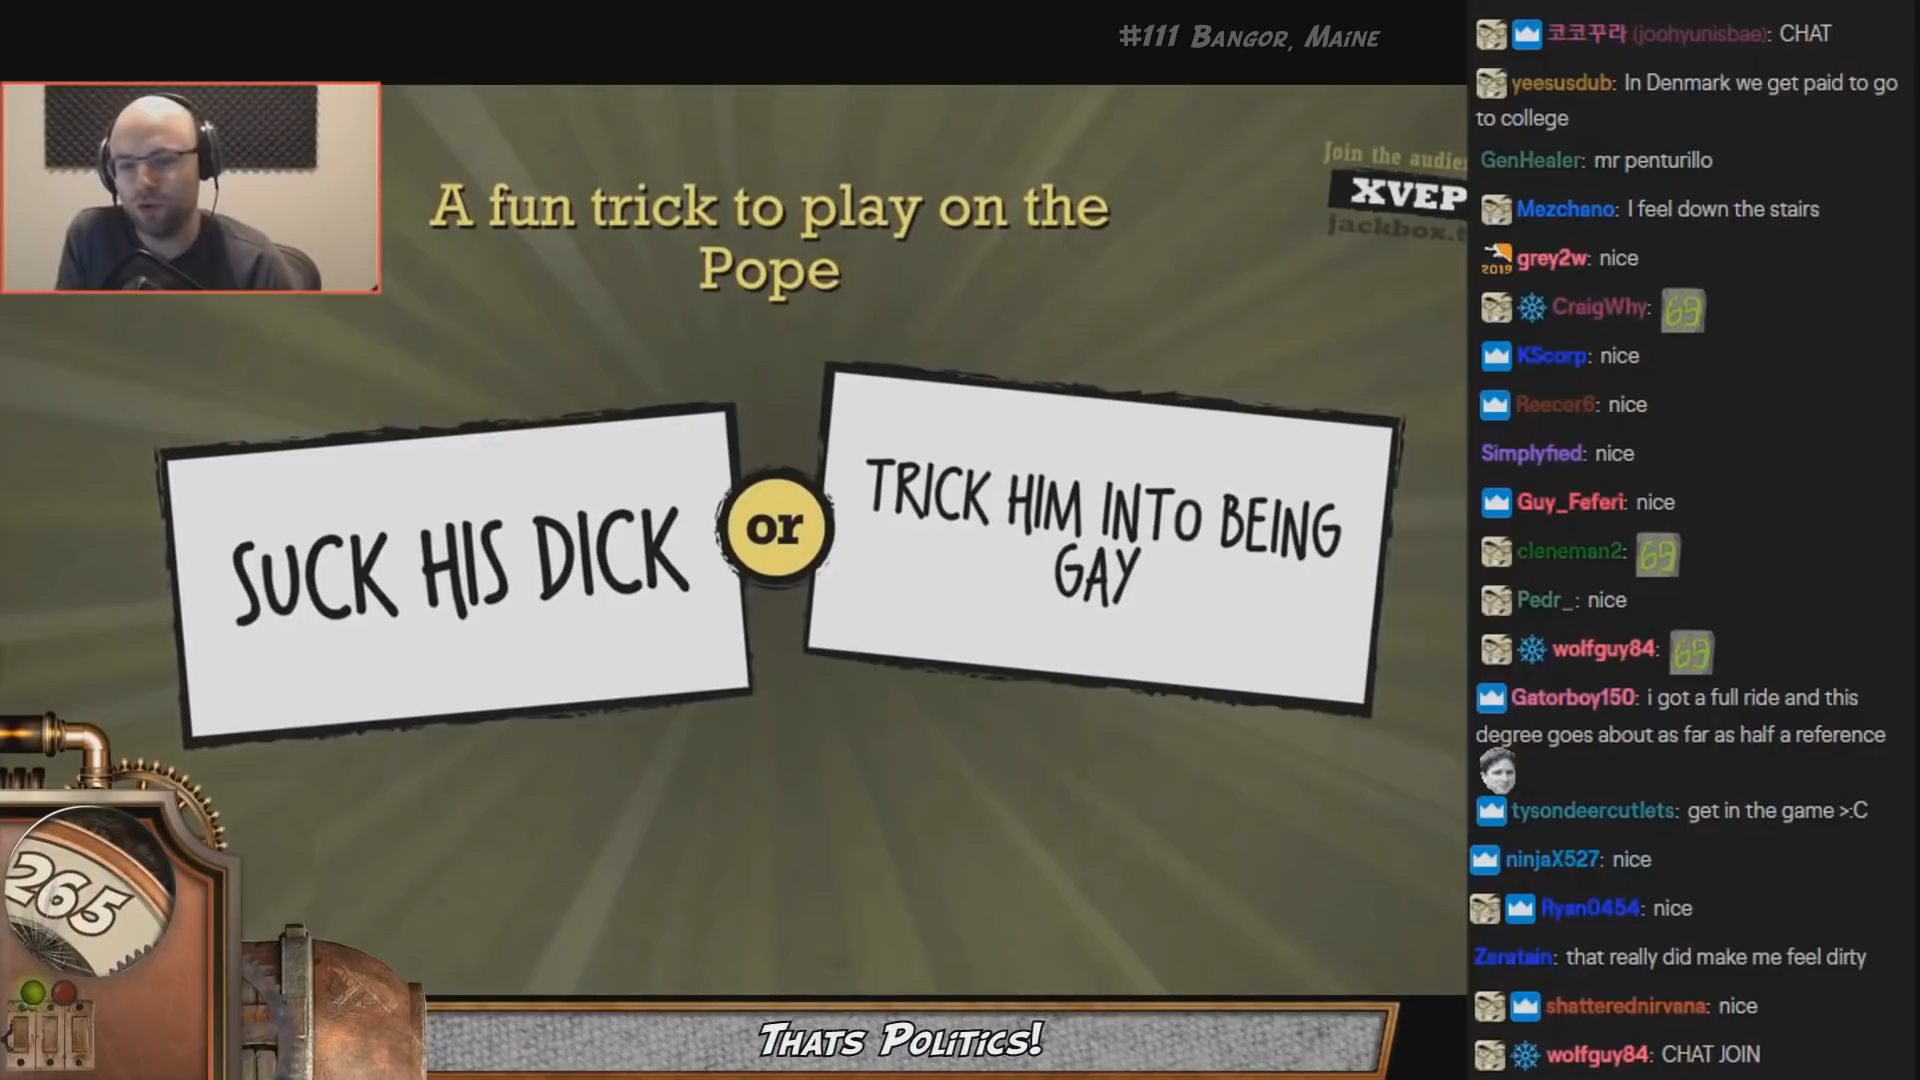 #111 BANGOR, MAINE
A fun trick to play on the
Pope
Join the audie
XVEP
jackbox.t
SUCK HIS DICK
or
TRICK HIM INTO BEING
GAY
265
THATS POLITICS!
코코꾸라 (joohyunisbae): CHAT
yeesusdub: In Denmark we get paid to go
to college
GenHealer: mr penturillo
Mezchano: I feel down the stairs
2019 grey2w: nice
CraigWhy: 69
KScorp: nice
Reecor6: nice
Simplyfied: nice
Guy_Feferi: nice
cleneman2: 69
Pedr_: nice
wolfguy84: 69
Gatorboy150: i got a full ride and this
degree goes about as far as half a reference
tysondeercutlets: get in the game >:C
ninjaX527: nice
Ryan0454: nice
Zeratain: that really did make me feel dirty
shatterednirvana: nice
wolfguy84: CHAT JOIN